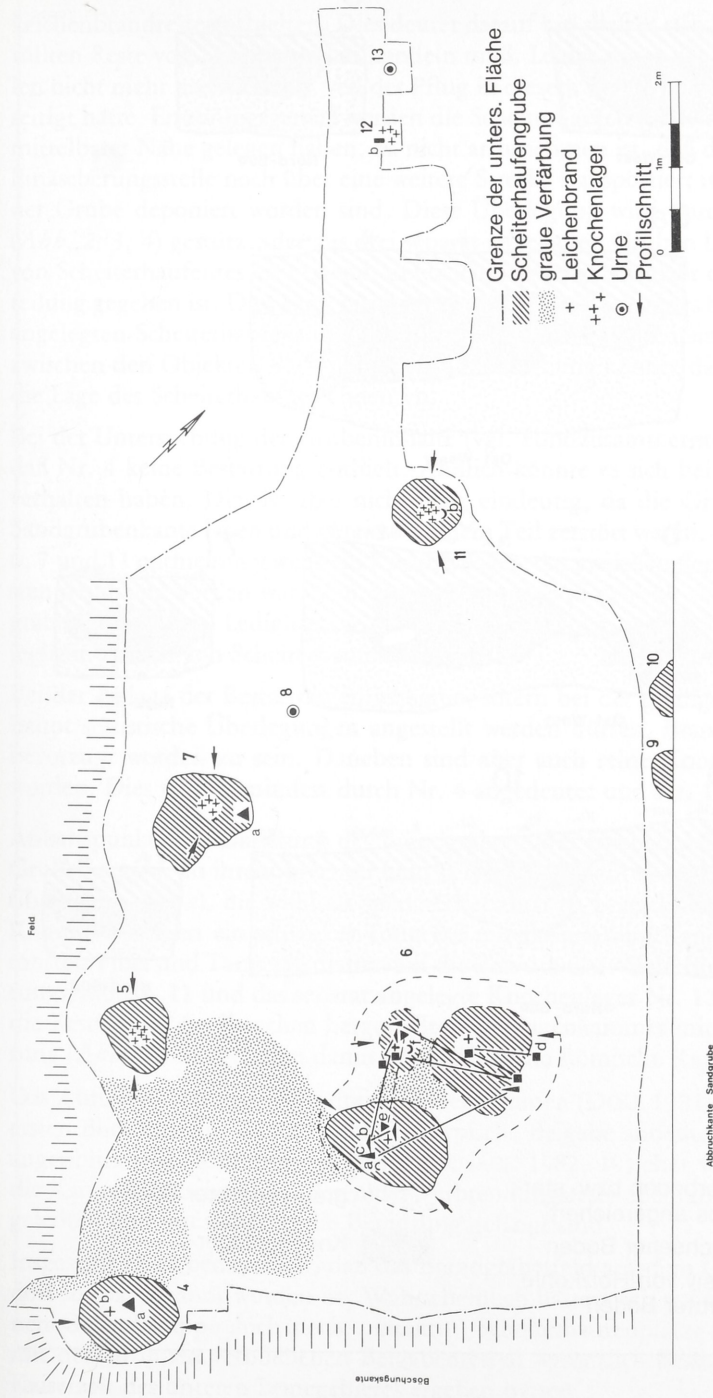 Feld
Böschungskante
Abbruchkante Sandgrube
4
a
b
5
6
a
b
c
e
d
7
a
8
9
10
11
b
12
b
13
Grenze der unters. Fläche
Scheiterhaufengrube
graue Verfärbung
Leichenbrand
Knochenlager
Urne
Profilschnitt
0
1m
2m